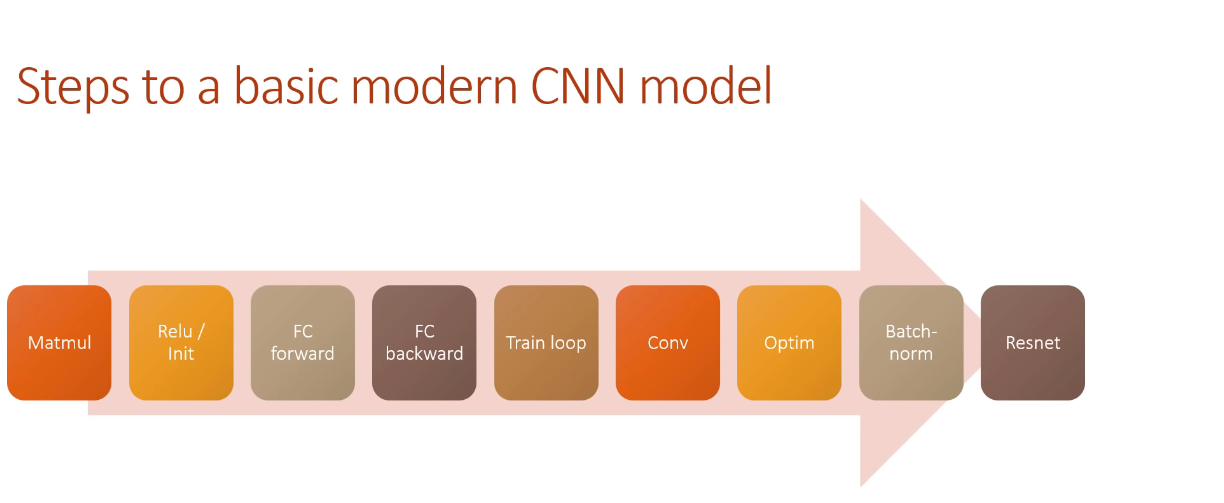 Steps to a basic modern CNN model
Matmul
Relu /
Init
FC
forward
FC
backward
Train loop
Conv
Optim
Batch-
norm
Resnet